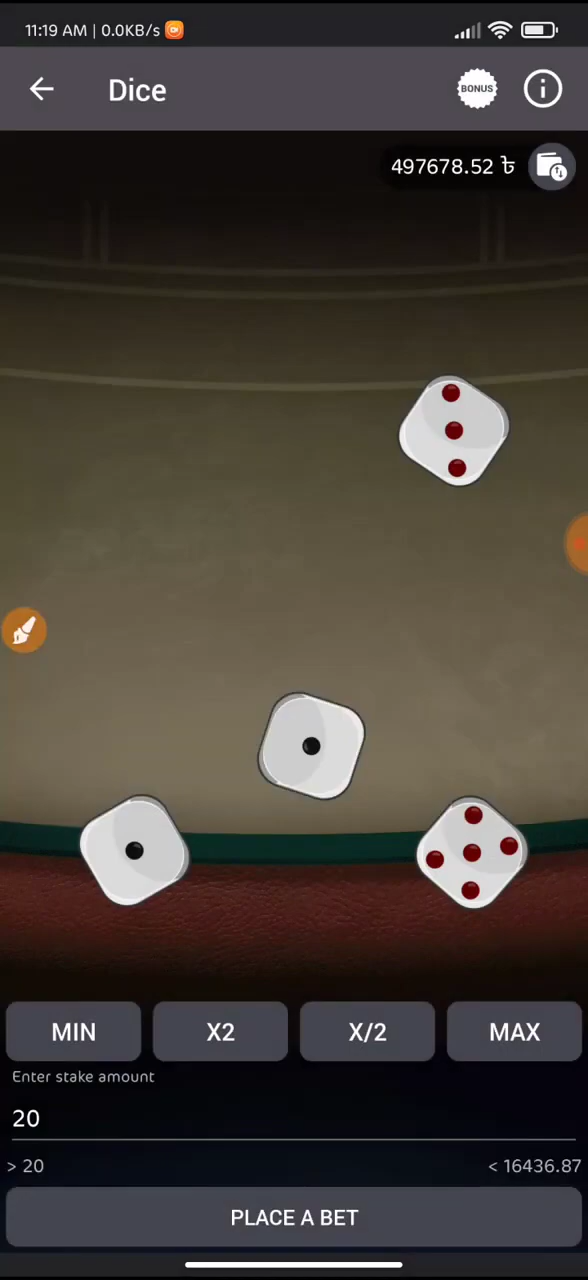 11:19 AM | 0.0KB/s
Dice
BONUS
497678.52 ৳
MIN
X2
X/2
MAX
Enter stake amount
20
> 20
< 16436.87
PLACE A BET